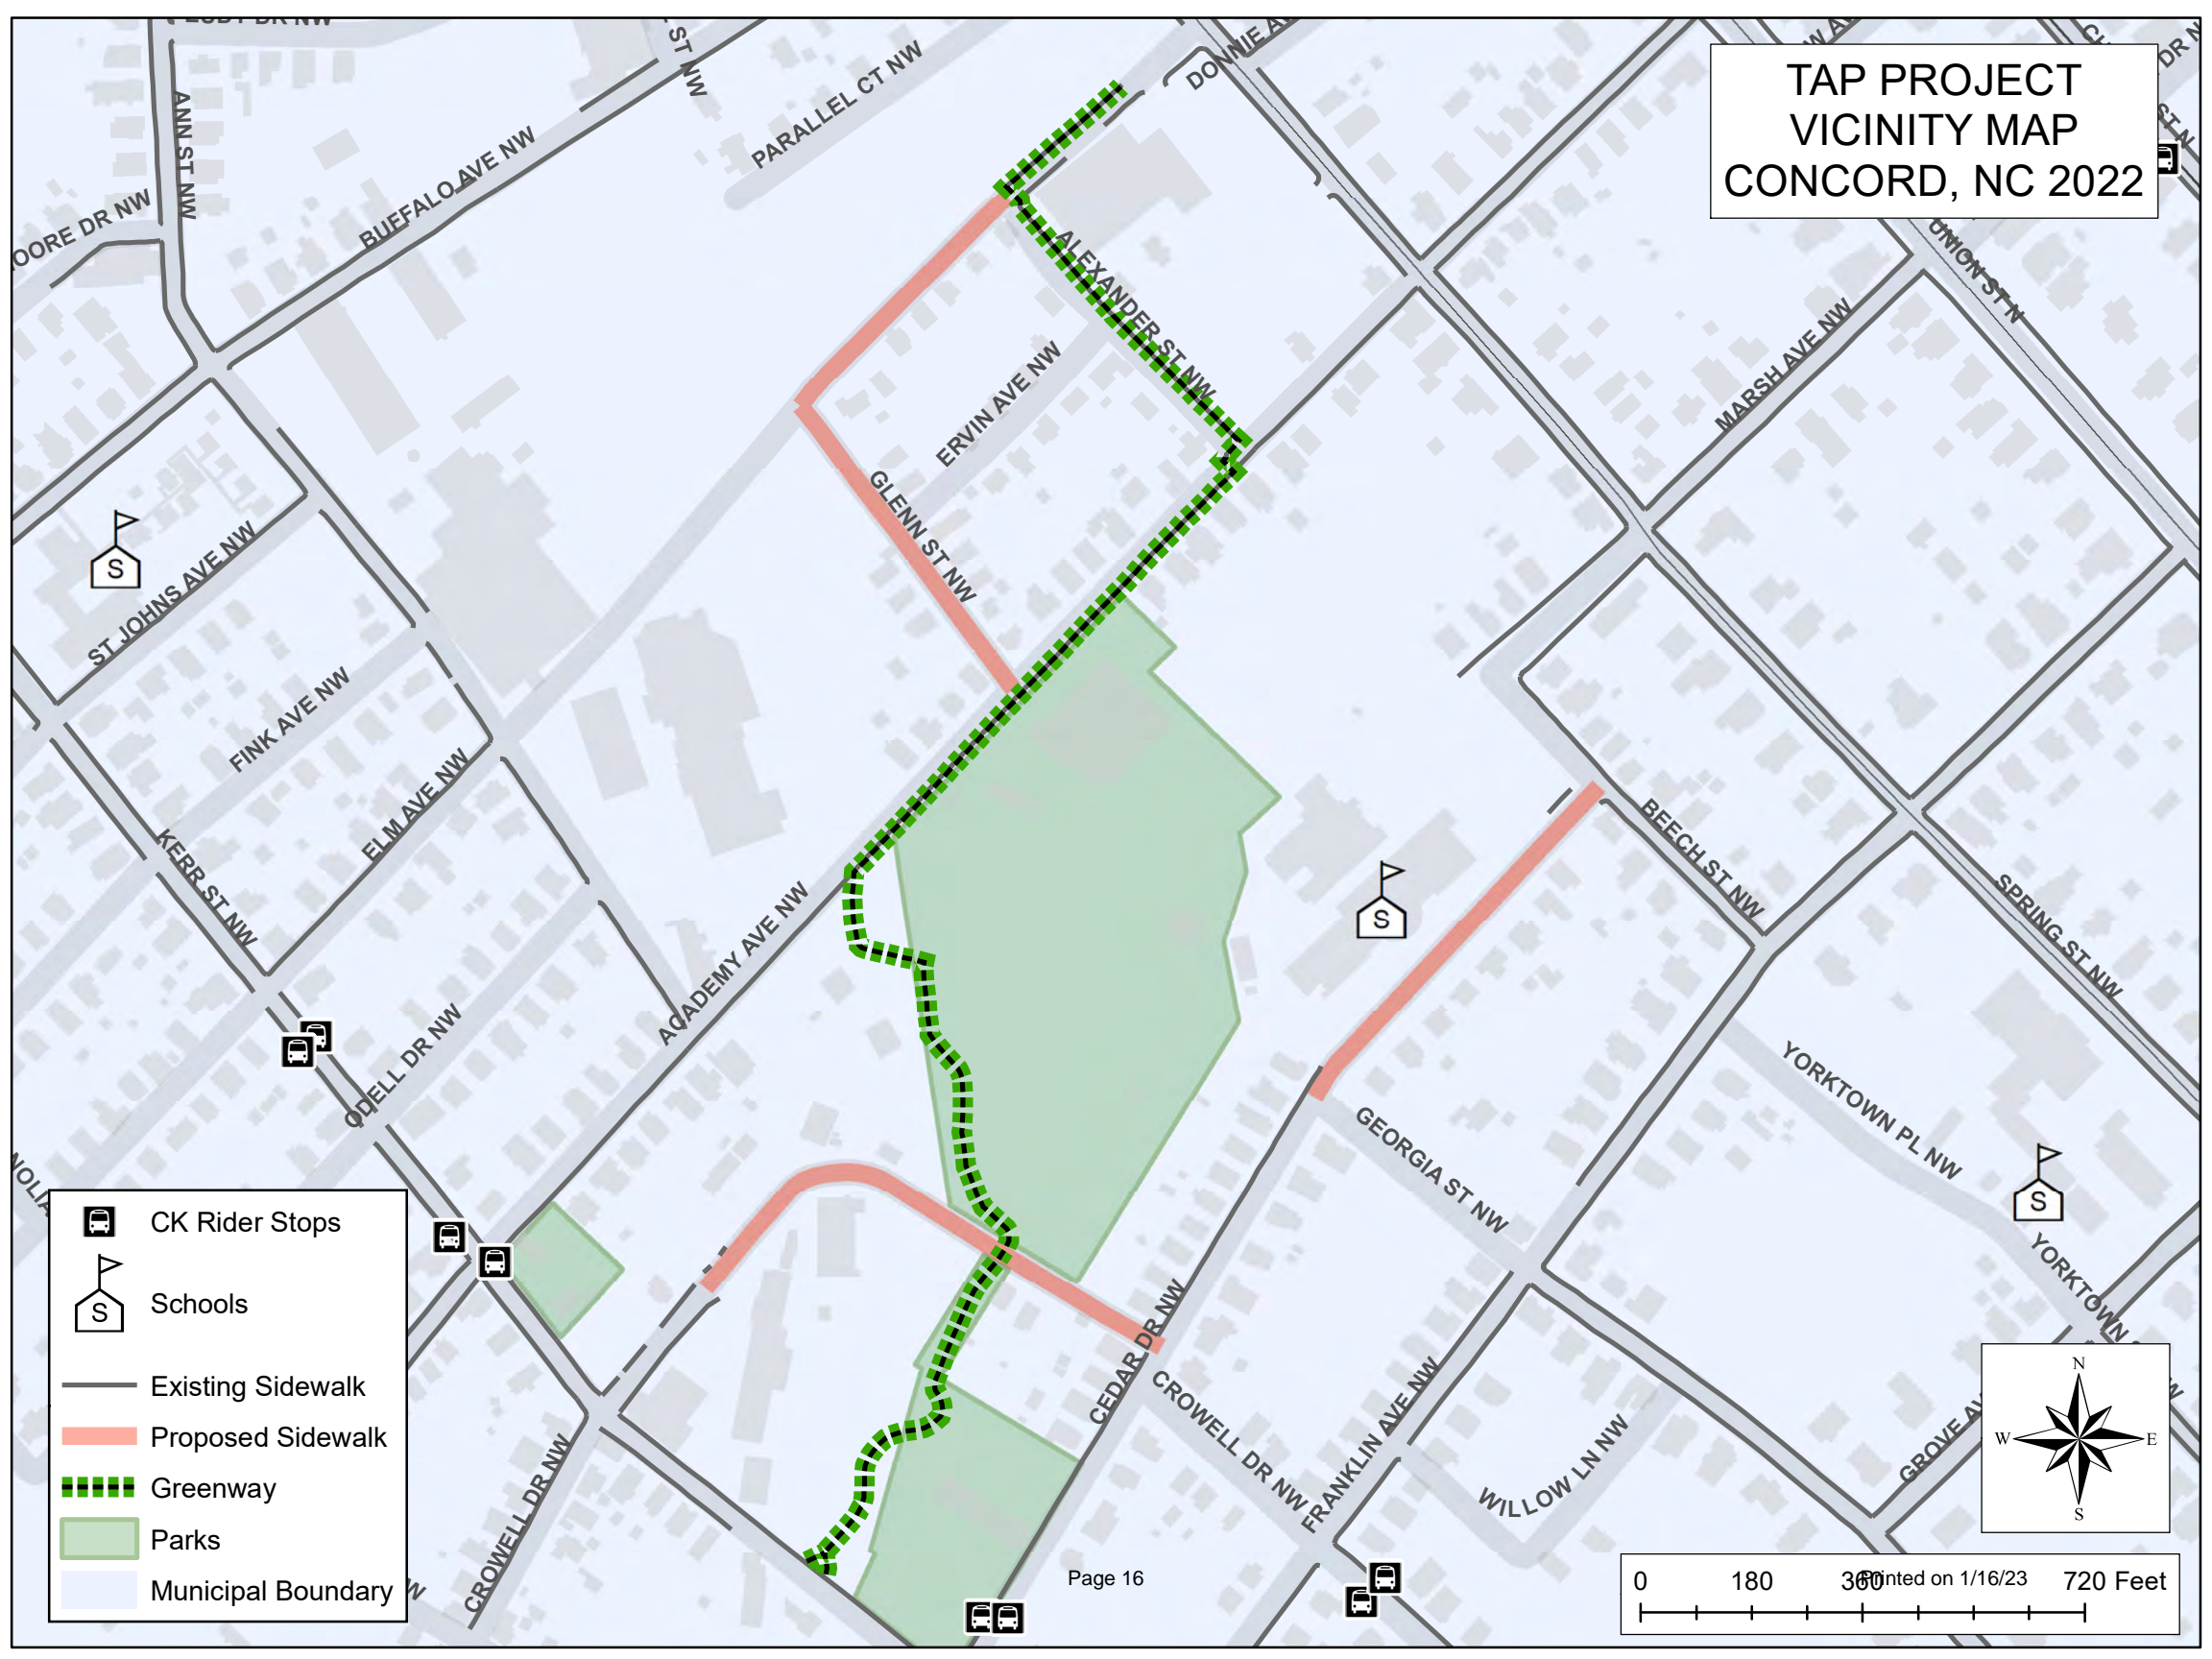 DONNIE
ST NW
PARALLEL CT NW
TAP PROJECT
VICINITY MAP
CONCORD, NC 2022
DR N
ANN ST NW
BUFFALO AVE NW
OORE DR NW
ALEXANDER ST NW
UNION ST N
MARSH AVE NW
ERVIN AVE NW
GLENN ST NW
S
ST JOHNS AVE NW
FINK AVE NW
ELM AVE NW
KERR ST NW
BEECH ST NW
S
SPRING ST NW
ACADEMY AVE NW
ODELL DR NW
YORKTOWN PL NW
GEORGIA ST NW
S
NOLIA
YORKTOWN
CEDAR DR NW
CROWELL DR NW
FRANKLIN AVE NW
WILLOW LN NW
GROVE AV
CROWELL DR NW
W
CK Rider Stops
S
Schools
Existing Sidewalk
Proposed Sidewalk
Greenway
Parks
Municipal Boundary
N
W E
S
Page 16
0 180 360 720 Feet
Printed on 1/16/23